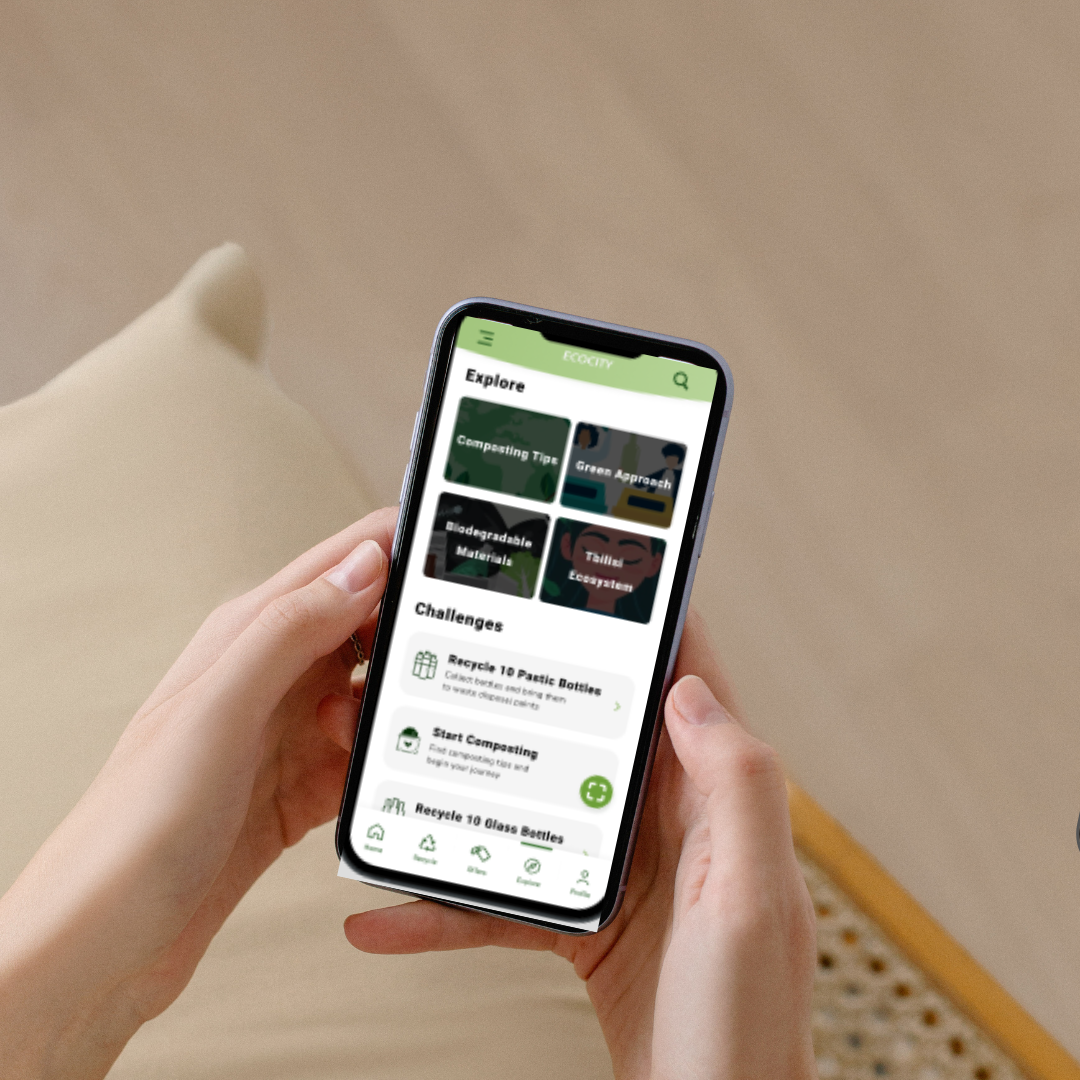 ECOCITY
Explore
Composting Tips
Green Approach
Biodegradable
Materials
Tbilisi
Ecosystem
Challenges
Recycle 10 Pastic Bottles
Collect bottles and bring them
to waste disposal points
Start Composting
Find composting tips and
begin your journey
Recycle 10 Glass Bottles
Home
Recycle
Offers
Explore
Profile